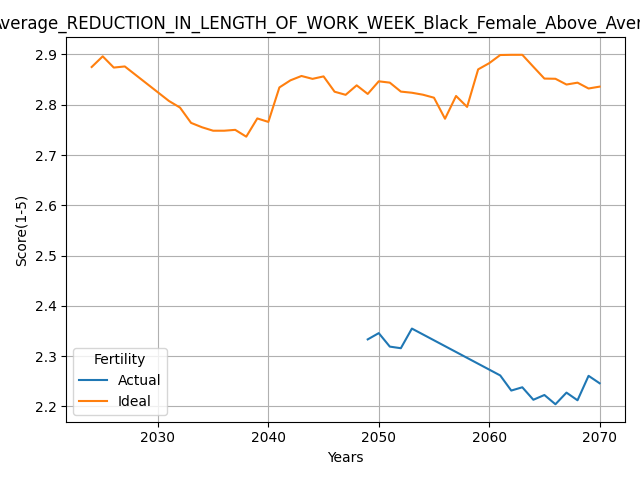 verage_REDUCTION_IN_LENGTH_OF_WORK_WEEK_Black_Female_Above_Aver
2.9
2.8
2.7
2.6
2.5
2.4
2.3
2.2
Score(1-5)
Fertility
Actual
Ideal
2030 2040 2050 2060 2070
Years